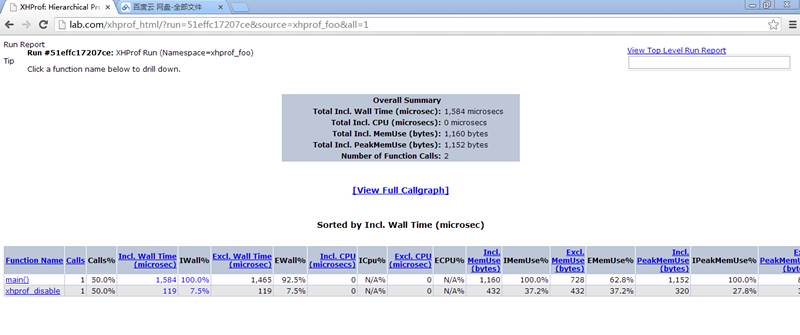 XHProf: Hierarchical Pro
百度云 网盘-全部文件
lab.com/xhprof_html/?run=51effc17207ce&source=xhprof_foo&all=1
Run Report
Run #51effc17207ce: XHProf Run (Namespace=xhprof_foo)
View Top Level Run Report
Tip
Click a function name below to drill down.
Overall Summary
Total Incl. Wall Time (microsec): 1,584 microsecs
Total Incl. CPU (microsecs): 0 microsecs
Total Incl. MemUse (bytes): 1,160 bytes
Total Incl. PeakMemUse (bytes): 1,152 bytes
Number of Function Calls: 2
[View Full Callgraph]
Sorted by Incl. Wall Time (microsec)
Function Name Calls Calls% Incl. Wall Time (microsec) IWall% Excl. Wall Time (microsec) EWall% Incl. CPU (microsecs) ICpu% Excl. CPU (microsec) ECPU% Incl. MemUse (bytes) IMemUse% Excl. MemUse (bytes) EMemUse% Incl. PeakMemUse (bytes) IPeakMemUse% PeakMemUs
main() 1 50.0% 1,584 100.0% 1,465 92.5% 0 N/A% 0 N/A% 1,160 100.0% 728 62.8% 1,152 100.0%
xhprof_disable 1 50.0% 119 7.5% 119 7.5% 0 N/A% 0 N/A% 432 37.2% 432 37.2% 320 27.8%